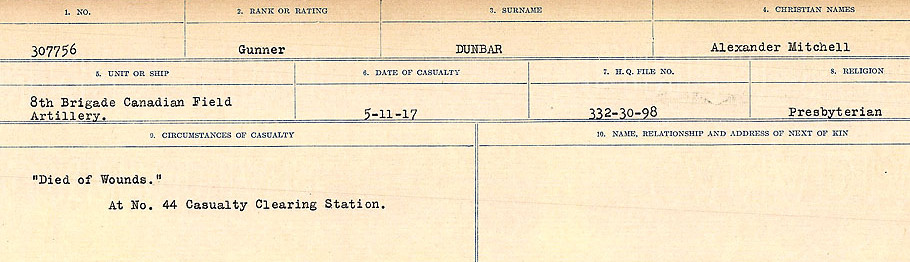 1. NO. 2. RANK OR RATING 3. SURNAME 4. CHRISTIAN NAMES
307756 Gunner DUNBAR Alexander Mitchell
5. UNIT OR SHIP 6. DATE OF CASUALTY 7. H.Q. FILE NO. 8. RELIGION
8th Brigade Canadian Field
Artillery. 5-11-17 332-30-98 Presbyterian
9. CIRCUMSTANCES OF CASUALTY 10. NAME, RELATIONSHIP AND ADDRESS OF NEXT OF KIN
"Died of Wounds."
At No. 44 Casualty Clearing Station.